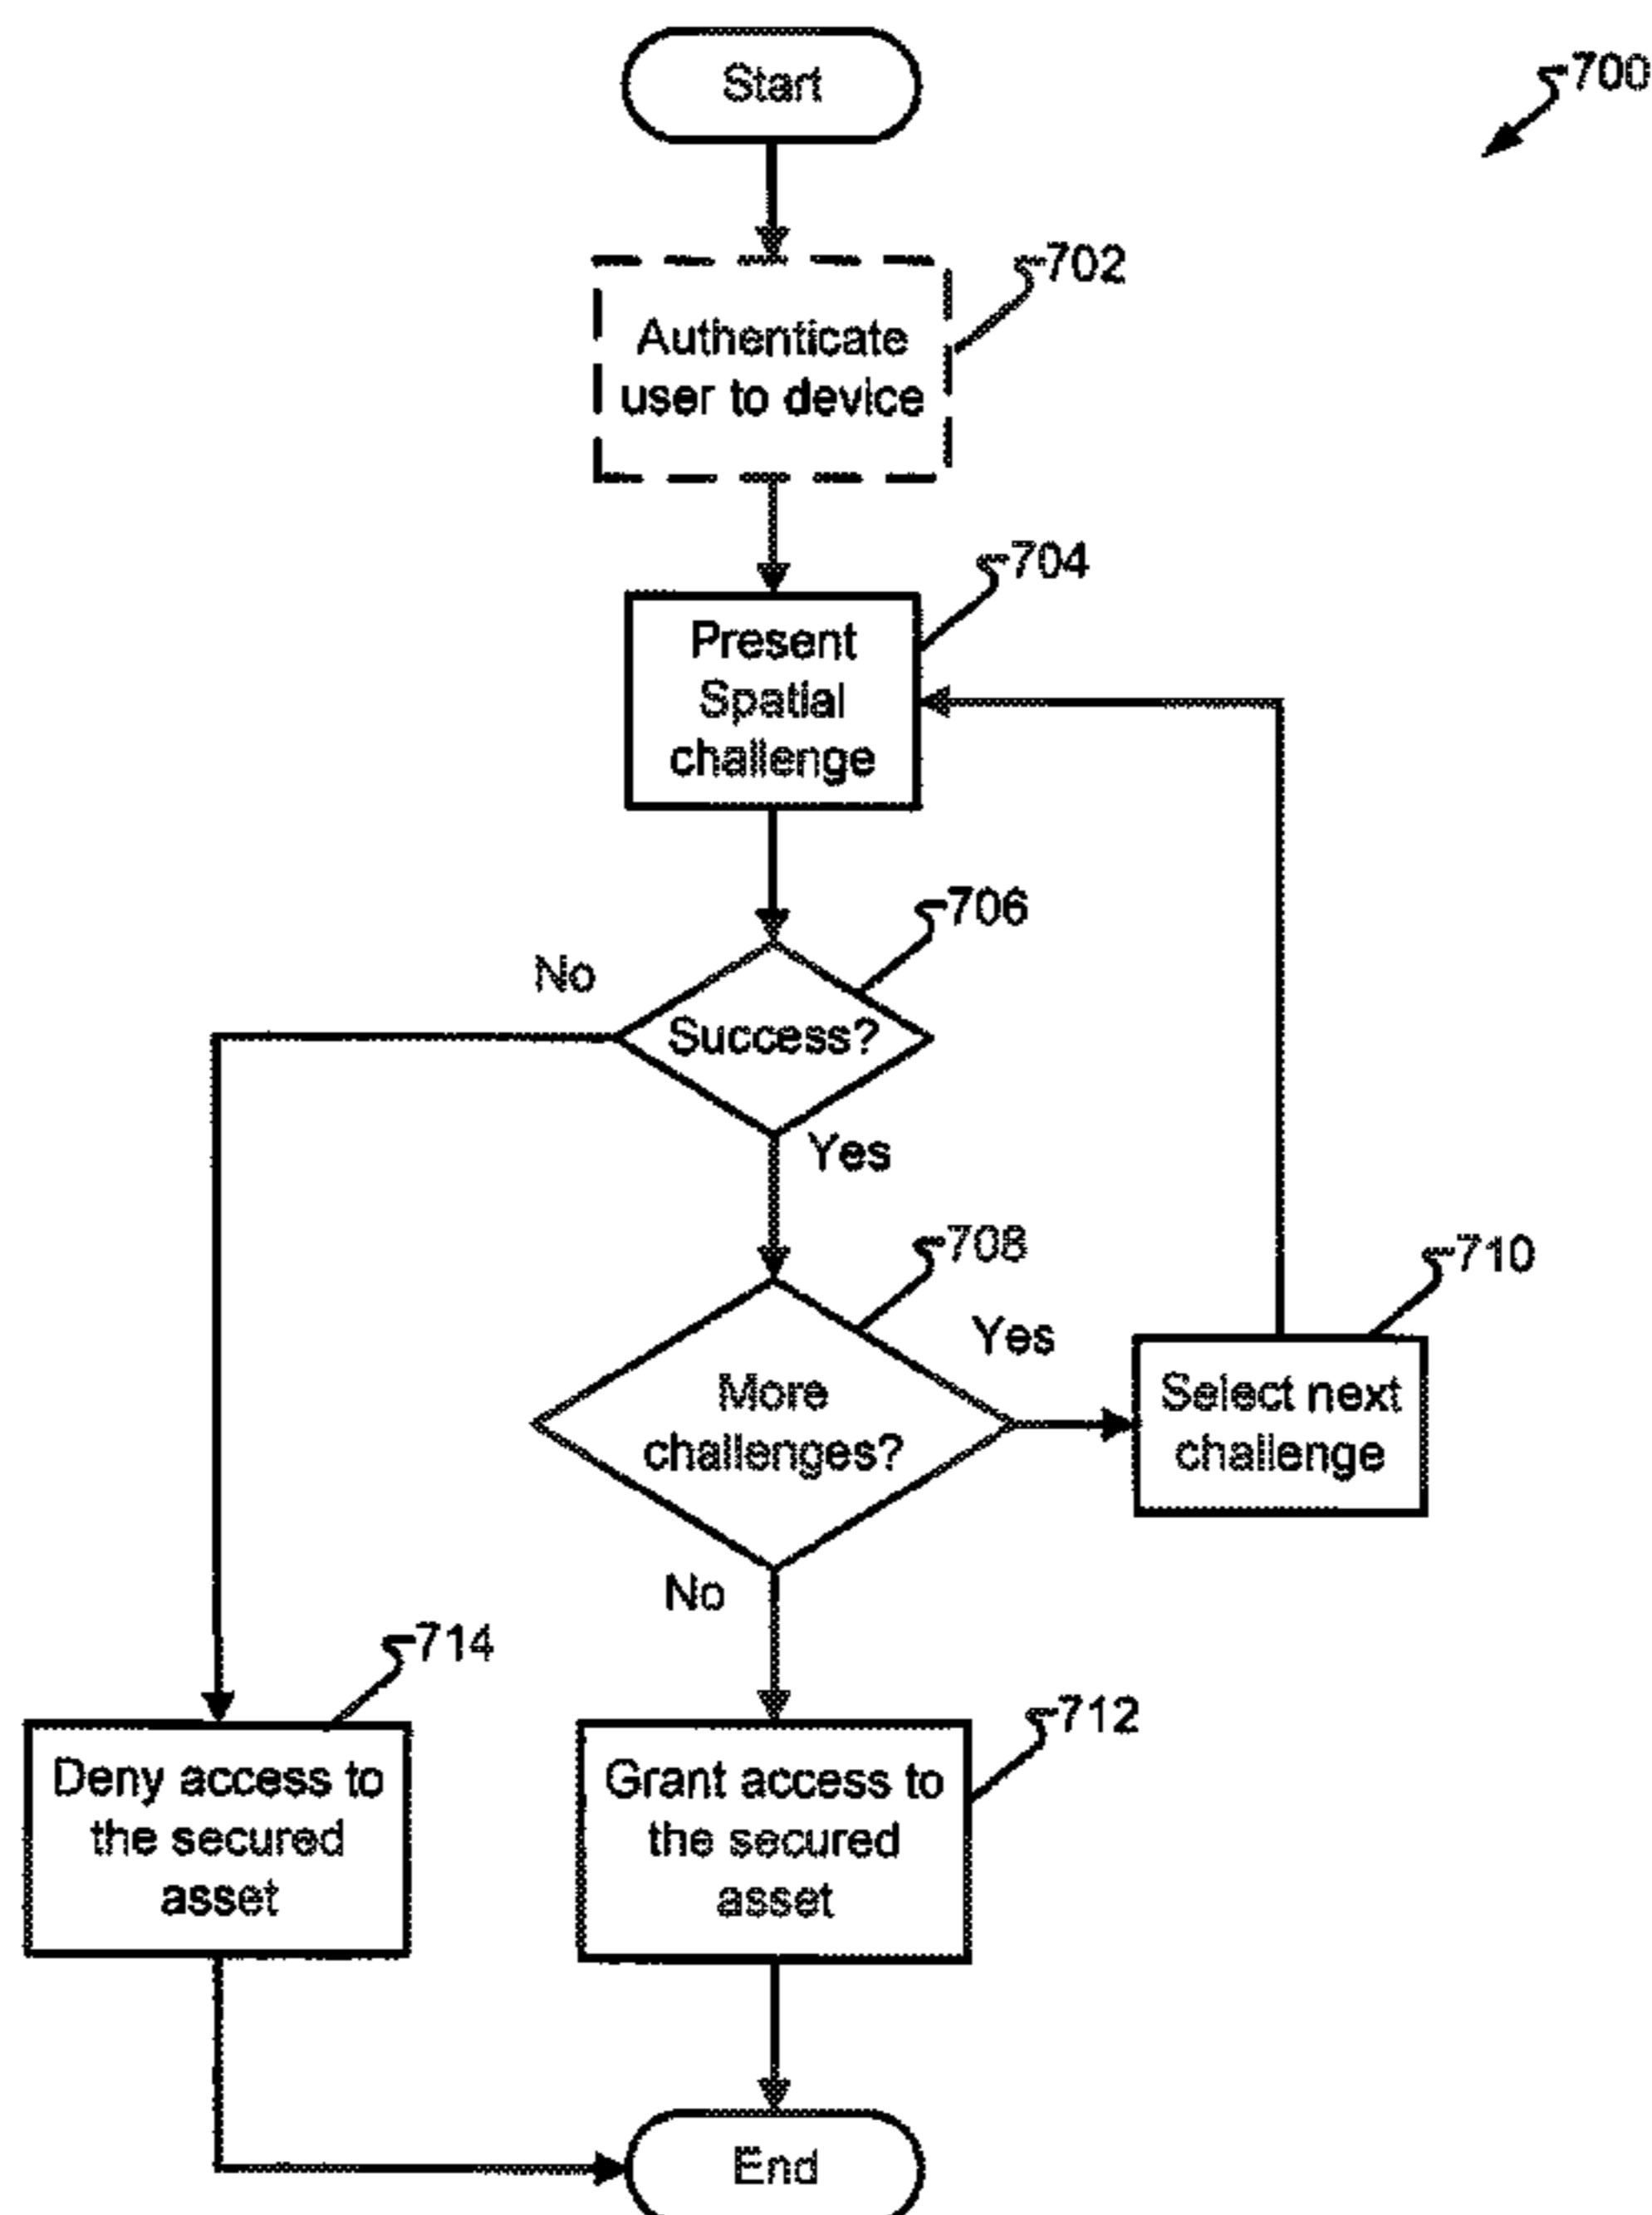 Start
700
Authenticate
user to device
702
Present
Spatial
challenge
704
Success?
706
No
Yes
More
challenges?
708
Yes
Select next
challenge
710
No
Deny access to
the secured
asset
714
Grant access to
the secured
asset
712
End